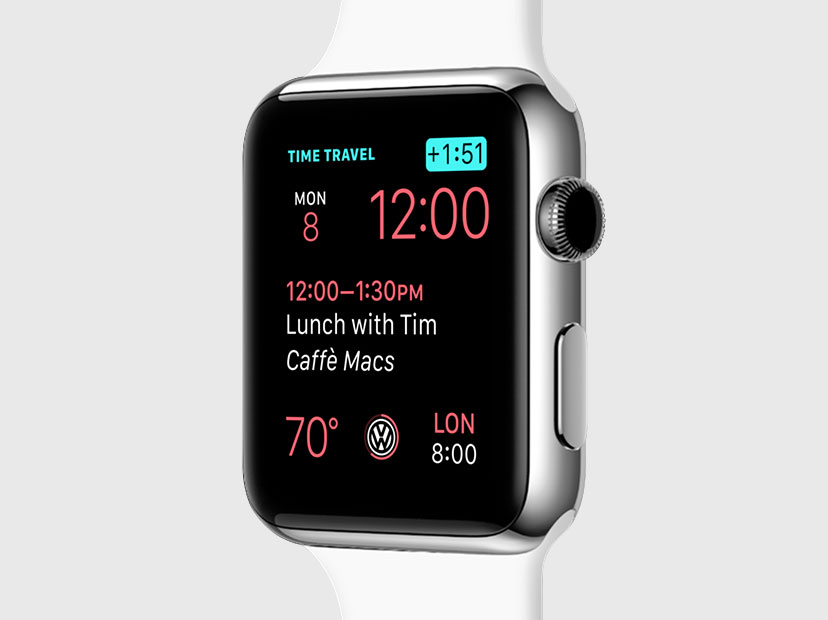 TIME TRAVEL +1:51
MON
8 12:00
12:00–1:30PM
Lunch with Tim
Caffè Macs
70° VW LON
8:00